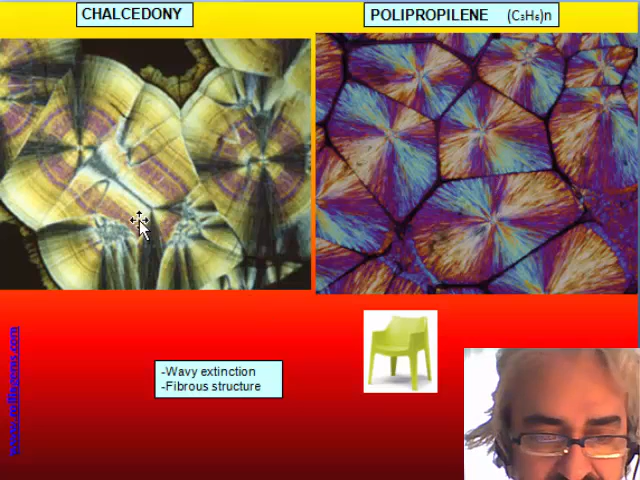 CHALCEDONY
POLIPROPILENE (C₃H₆)n
-Wavy extinction
-Fibrous structure